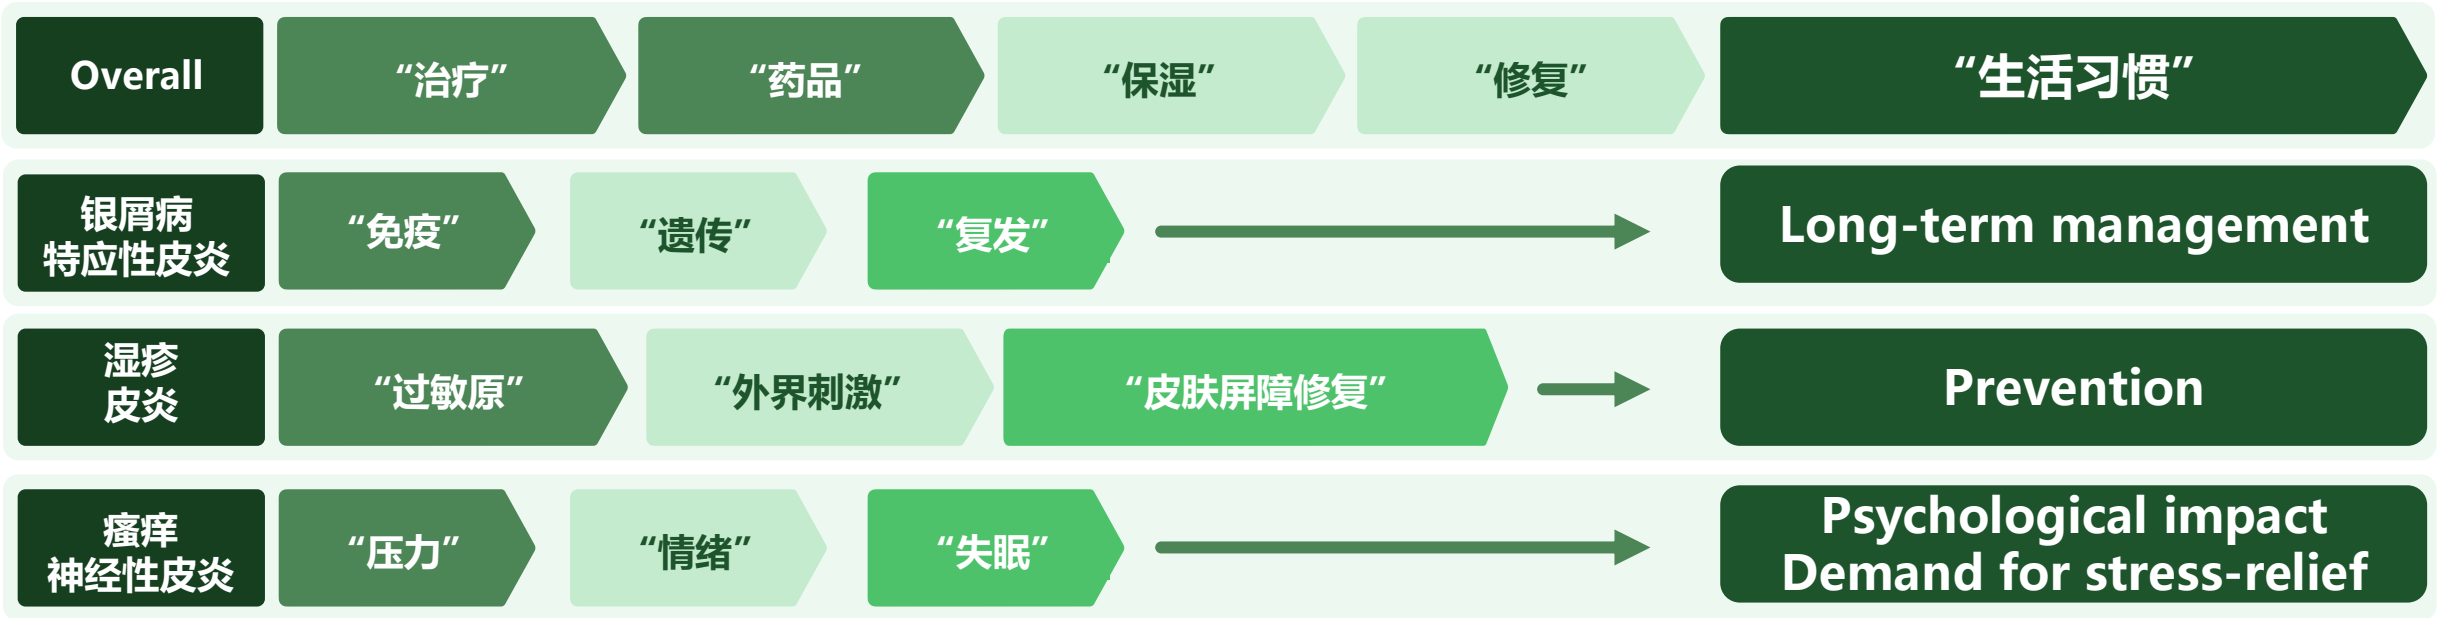 Overall
“治疗”
“药品”
“保湿”
“修复”
“生活习惯”
银屑病
特应性皮炎
“免疫”
“遗传”
“复发”
Long-term management
湿疹
皮炎
“过敏原”
“外界刺激”
“皮肤屏障修复”
Prevention
瘙痒
神经性皮炎
“压力”
“情绪”
“失眠”
Psychological impact
Demand for stress-relief